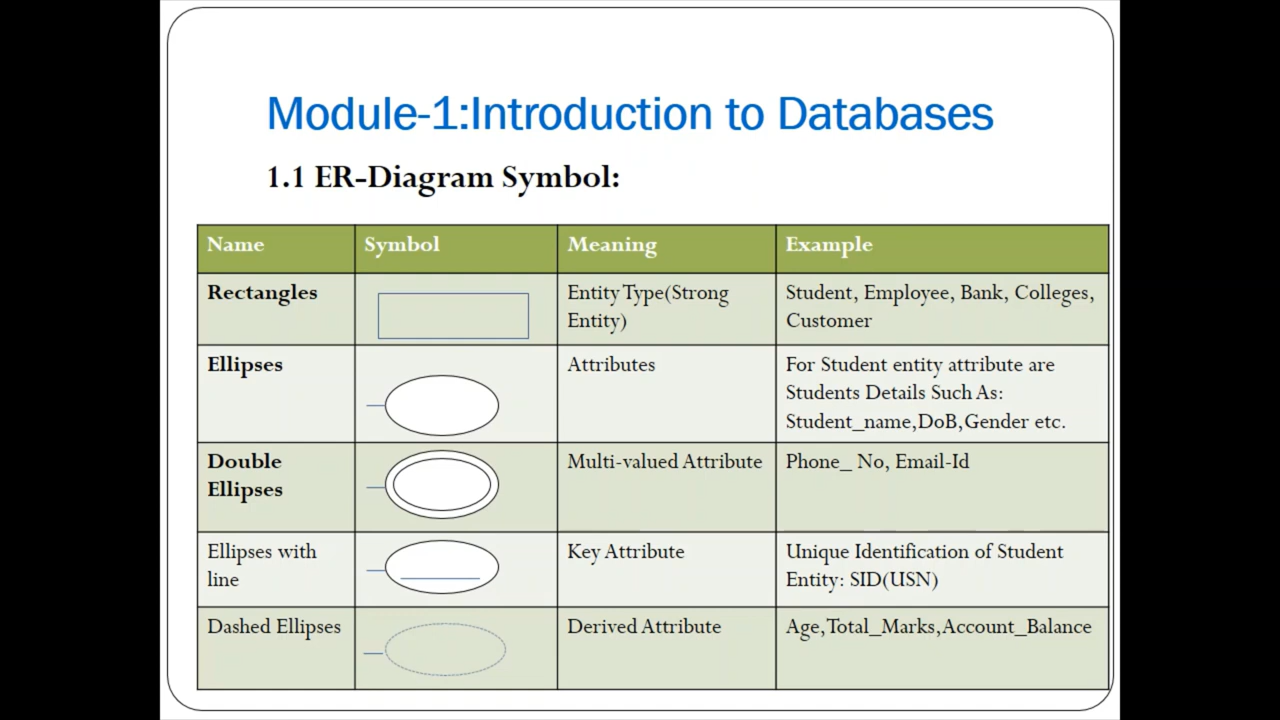 Module-1:Introduction to Databases
1.1 ER-Diagram Symbol:
Name Symbol Meaning Example
Rectangles
Entity Type(Strong
Entity)
Student, Employee, Bank, Colleges,
Customer
Ellipses
Attributes
For Student entity attribute are
Students Details Such As:
Student_name,DoB,Gender etc.
Double
Ellipses
Multi-valued Attribute
Phone_ No, Email-Id
Ellipses with
line
Key Attribute
Unique Identification of Student
Entity: SID(USN)
Dashed Ellipses
Derived Attribute
Age,Total_Marks,Account_Balance